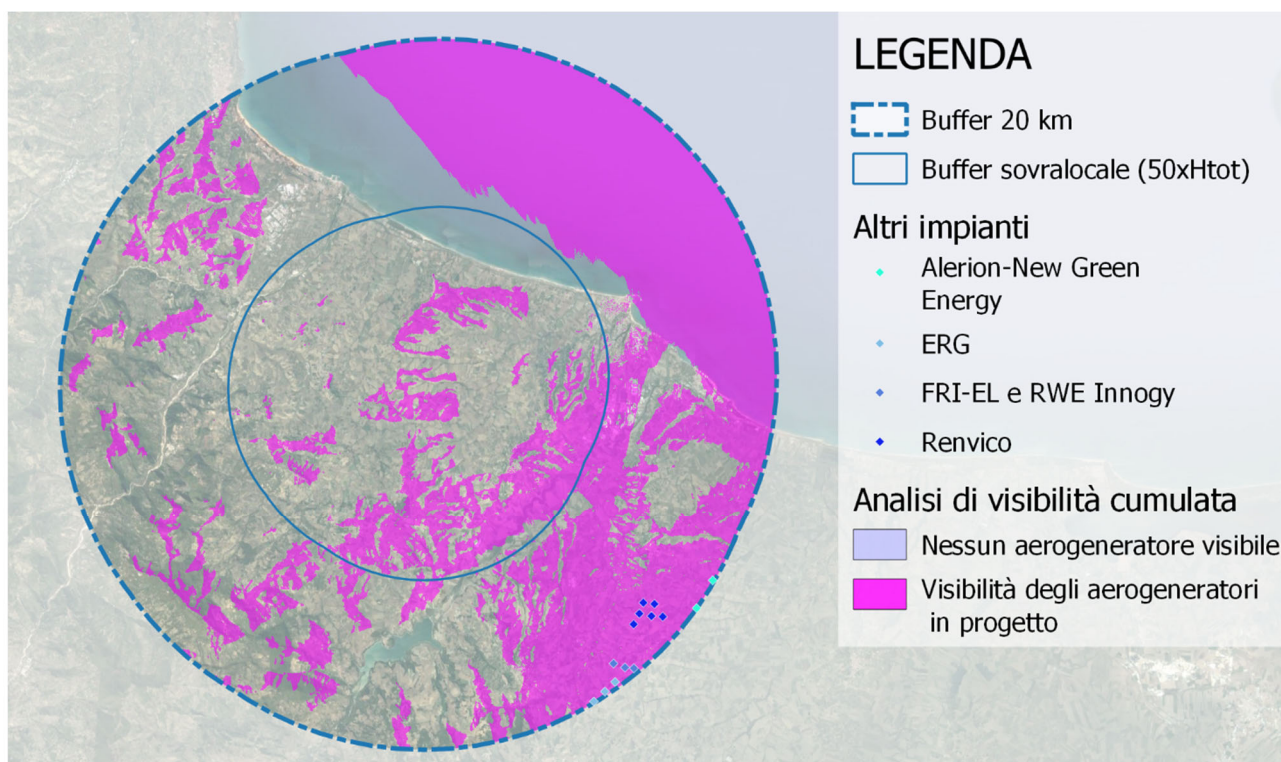 LEGENDA
Buffer 20 km
Buffer sovralocale (50xHtot)
Altri impianti
Alerion-New Green
Energy
ERG
FRI-EL e RWE Innogy
Renvico
Analisi di visibilità cumulata
Nessun aerogeneratore visibile
Visibilità degli aerogeneratori
in progetto